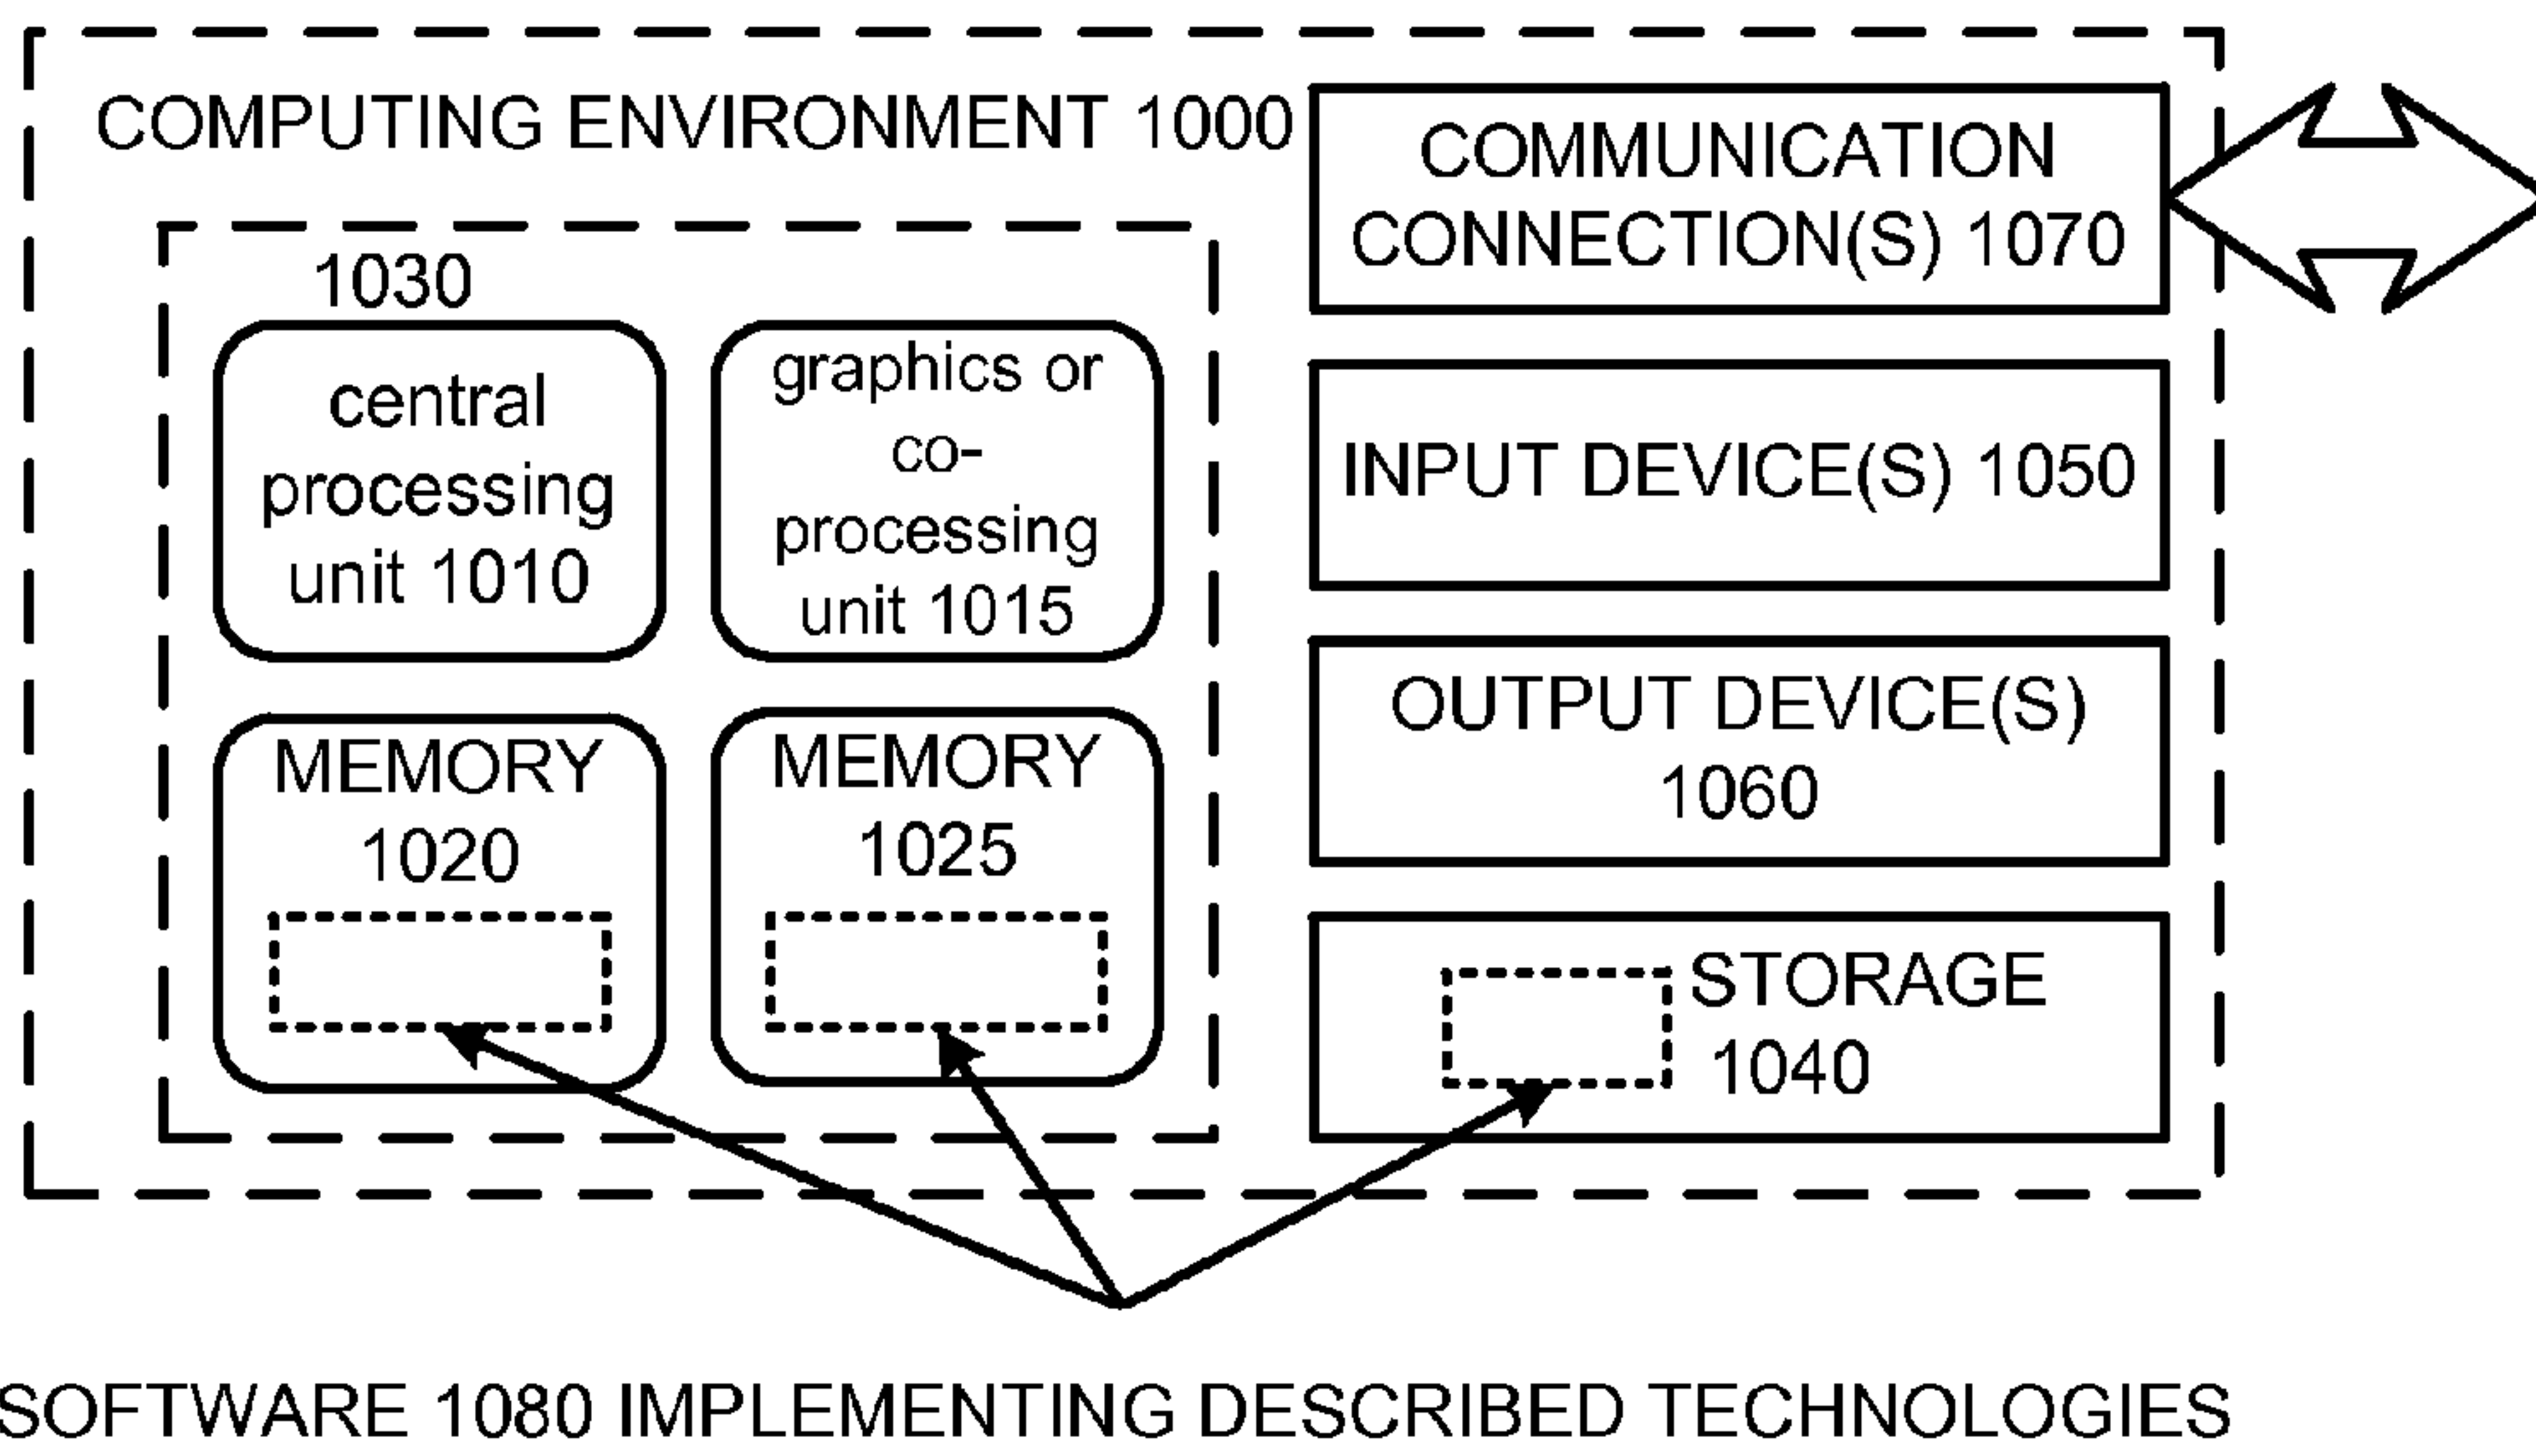 COMPUTING ENVIRONMENT 1000
1030
central
processing
unit 1010
graphics or
co-
processing
unit 1015
MEMORY
1020
MEMORY
1025
COMMUNICATION
CONNECTION(S) 1070
INPUT DEVICE(S) 1050
OUTPUT DEVICE(S)
1060
STORAGE
1040
SOFTWARE 1080 IMPLEMENTING DESCRIBED TECHNOLOGIES